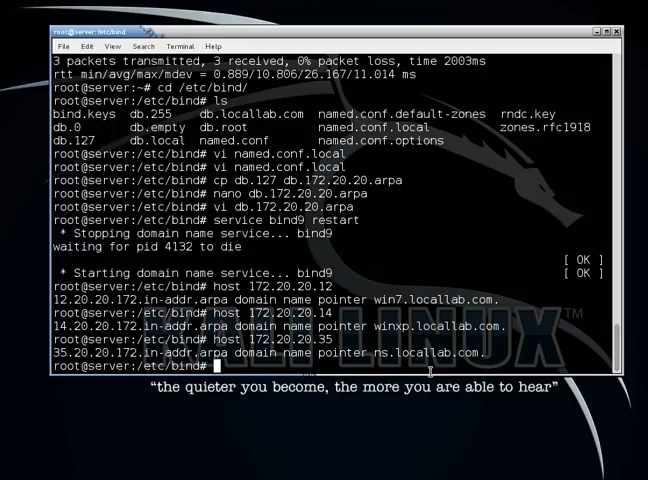 root@server: /etc/bind
File Edit View Search Terminal Help
3 packets transmitted, 3 received, 0% packet loss, time 2003ms
rtt min/avg/max/mdev = 0.889/10.806/26.167/11.014 ms
root@server:~# cd /etc/bind/
root@server:/etc/bind# ls
bind.keys db.255 db.locallab.com named.conf.default-zones rndc.key
db.0 db.empty db.root named.conf.local zones.rfc1918
db.127 db.local named.conf named.conf.options
root@server:/etc/bind# vi named.conf.local
root@server:/etc/bind# vi named.conf.local
root@server:/etc/bind# cp db.127 db.172.20.20.arpa
root@server:/etc/bind# nano db.172.20.20.arpa
root@server:/etc/bind# vi db.172.20.20.arpa
root@server:/etc/bind# service bind9 restart
* Stopping domain name service... bind9
waiting for pid 4132 to die
[ OK ]
* Starting domain name service... bind9 [ OK ]
root@server:/etc/bind# host 172.20.20.12
12.20.20.172.in-addr.arpa domain name pointer win7.locallab.com.
root@server:/etc/bind# host 172.20.20.14
14.20.20.172.in-addr.arpa domain name pointer winxp.locallab.com.
root@server:/etc/bind# host 172.20.20.35
35.20.20.172.in-addr.arpa domain name pointer ns.locallab.com.
root@server:/etc/bind#
KALI LINUX™
“the quieter you become, the more you are able to hear”